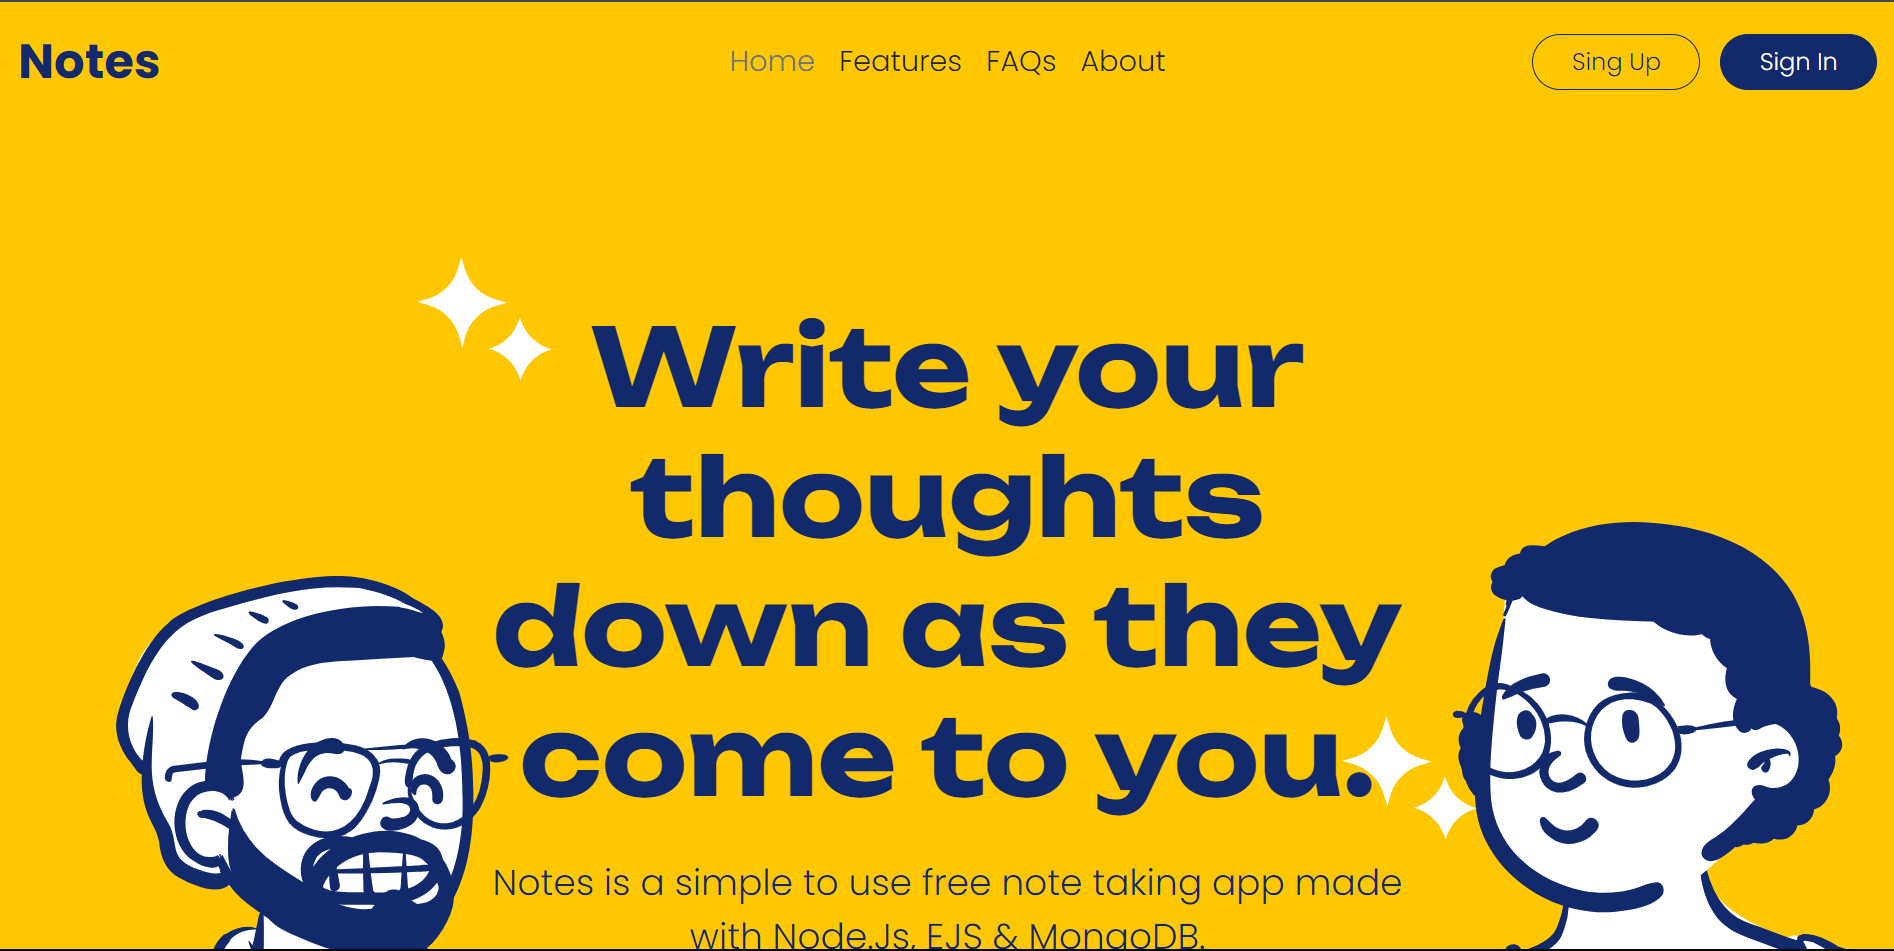 Notes
Home Features FAQs About
Sing Up
Sign In
Write your
thoughts
down as they
come to you.
Notes is a simple to use free note taking app made
with Node.Js, EJS & MongoDB.